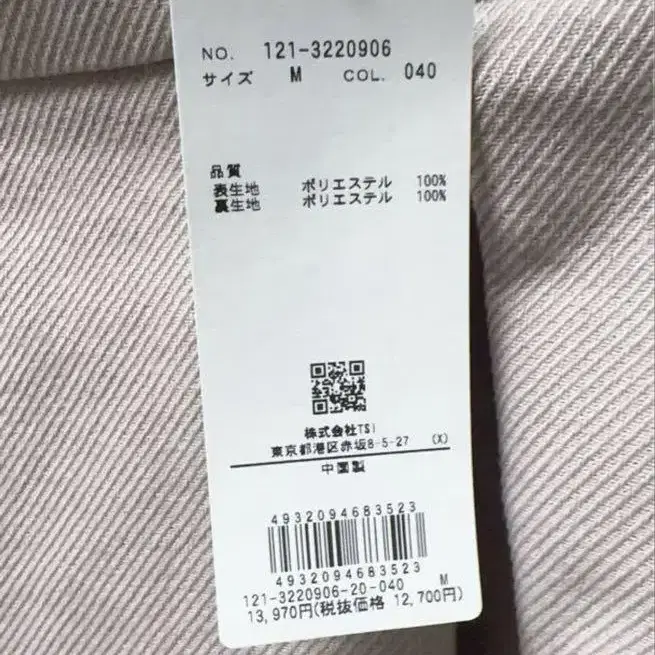 NO. 121-3220906
サイズ M COL. 040
品質
表生地 ポリエステル 100%
裏生地 ポリエステル 100%
株式会社TSI
東京都港区赤坂8-5-27 (X)
中国製
4932094683523
4932094683523
121-3220906-20-040 M
13,970円(税抜価格 12,700円)